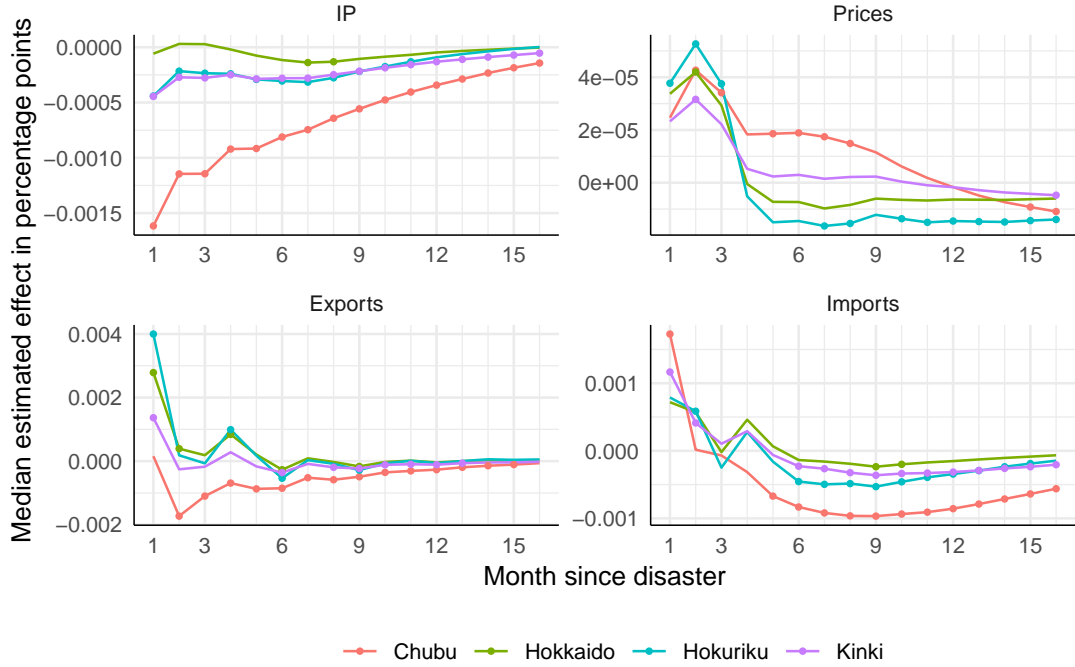 Median estimated effect in percentage points
IP
0.0000
−0.0005
−0.0010
−0.0015
1 3 6 9 12 15
Prices
4e−05
2e−05
0e+00
1 3 6 9 12 15
Exports
0.004
0.002
0.000
−0.002
1 3 6 9 12 15
Imports
0.001
0.000
−0.001
1 3 6 9 12 15
Month since disaster
Chubu Hokkaido Hokuriku Kinki